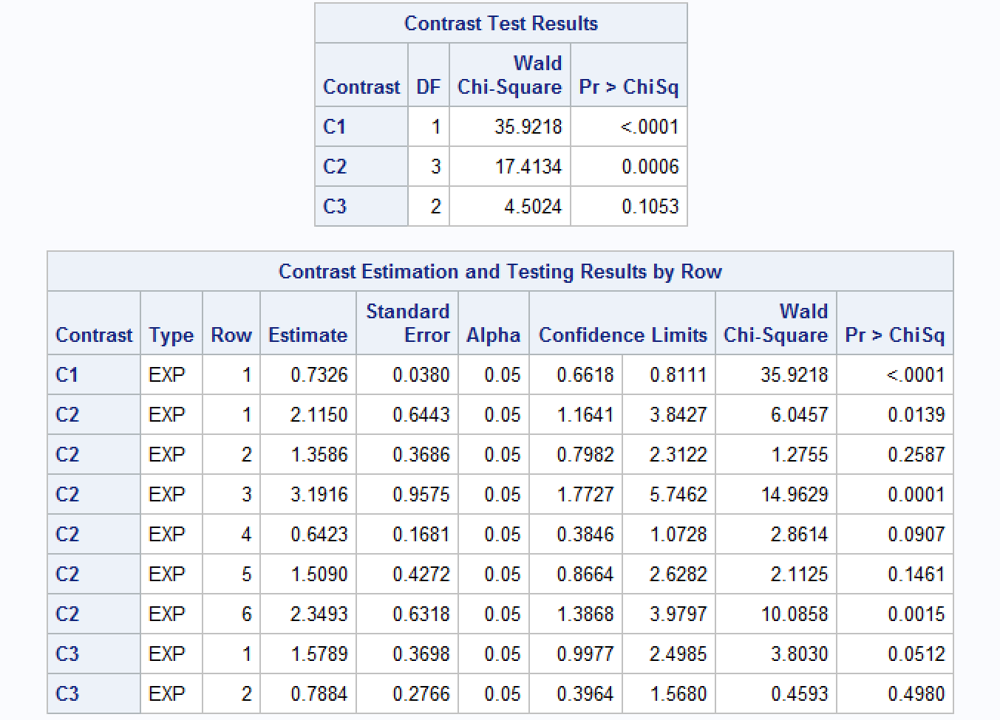 Contrast Test Results
Contrast DF Wald Chi-Square Pr > ChiSq
C1 1 35.9218 <.0001
C2 3 17.4134 0.0006
C3 2 4.5024 0.1053
Contrast Estimation and Testing Results by Row
Contrast Type Row Estimate Standard Error Alpha Confidence Limits Wald Chi-Square Pr > ChiSq
C1 EXP 1 0.7326 0.0380 0.05 0.6618 0.8111 35.9218 <.0001
C2 EXP 1 2.1150 0.6443 0.05 1.1641 3.8427 6.0457 0.0139
C2 EXP 2 1.3586 0.3686 0.05 0.7982 2.3122 1.2755 0.2587
C2 EXP 3 3.1916 0.9575 0.05 1.7727 5.7462 14.9629 0.0001
C2 EXP 4 0.6423 0.1681 0.05 0.3846 1.0728 2.8614 0.0907
C2 EXP 5 1.5090 0.4272 0.05 0.8664 2.6282 2.1125 0.1461
C2 EXP 6 2.3493 0.6318 0.05 1.3868 3.9797 10.0858 0.0015
C3 EXP 1 1.5789 0.3698 0.05 0.9977 2.4985 3.8030 0.0512
C3 EXP 2 0.7884 0.2766 0.05 0.3964 1.5680 0.4593 0.4980